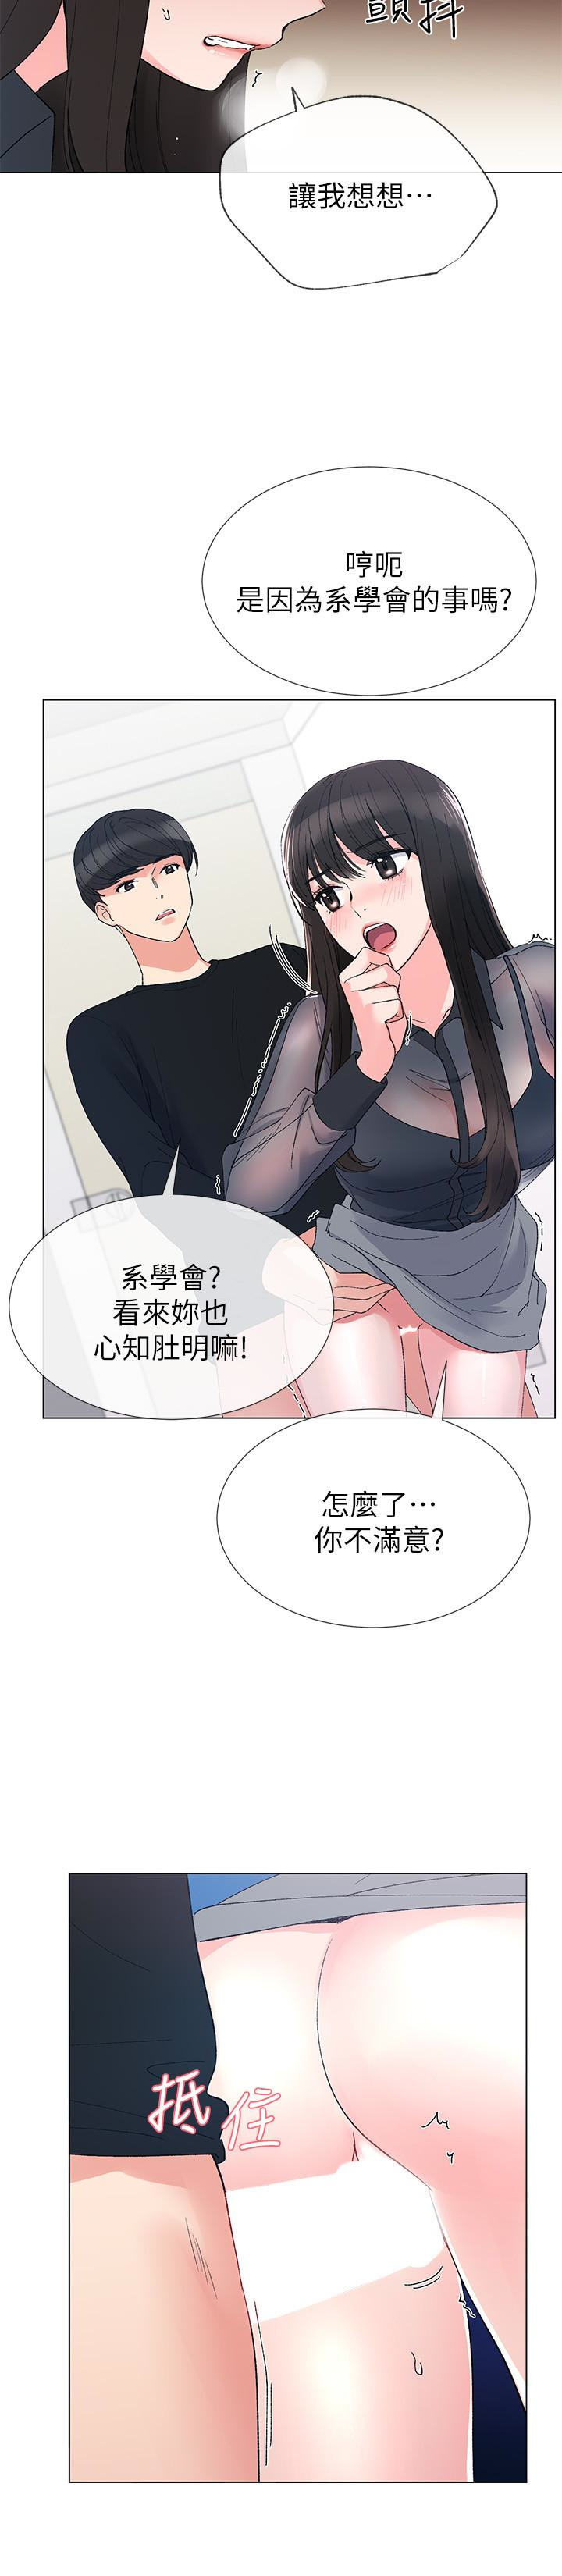 顫抖
讓我想想⋯
哼呃
是因為系學會的事嗎?
系學會?
看來妳也
心知肚明嘛!
怎麼了⋯
你不滿意?
抵住